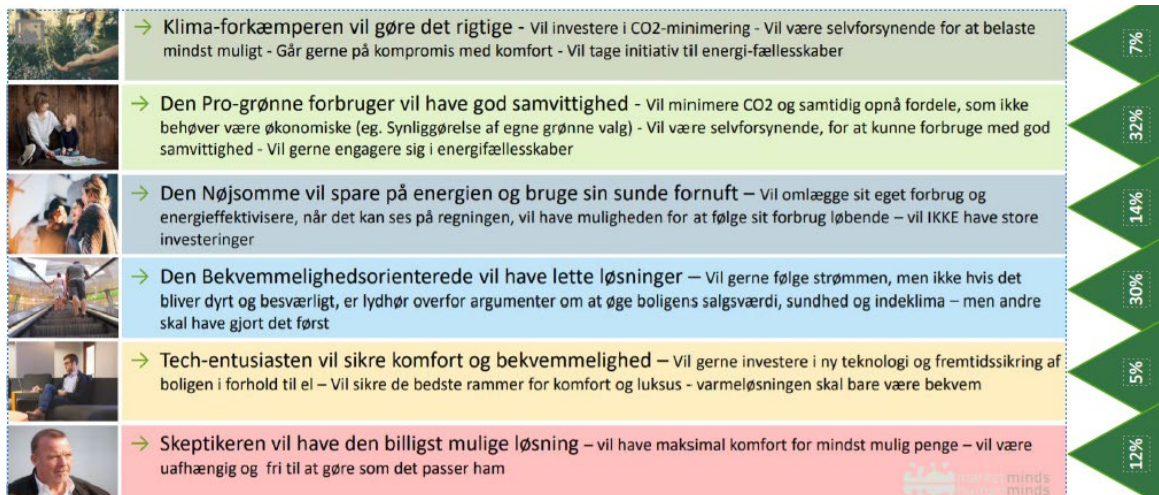 → Klima-forkæmperen vil gøre det rigtige - Vil investere i CO2-minimering - Vil være selvforsynende for at belaste
mindst muligt - Går gerne på kompromis med komfort - Vil tage initiativ til energi-fællesskaber
7%
→ Den Pro-grønne forbruger vil have god samvittighed - Vil minimere CO2 og samtidig opnå fordele, som ikke
behøver være økonomiske (eg. Synliggørelse af egne grønne valg) - Vil være selvforsynende, for at kunne forbruge med god
samvittighed - Vil gerne engagere sig i energifællesskaber
32%
→ Den Nøjsomme vil spare på energien og bruge sin sunde fornuft – Vil omlægge sit eget forbrug og
energieffektivisere, når det kan ses på regningen, vil have muligheden for at følge sit forbrug løbende – vil IKKE have store
investeringer
14%
→ Den Bekvemmelighedsorienterede vil have lette løsninger – Vil gerne følge strømmen, men ikke hvis det
bliver dyrt og besværligt, er lydhør overfor argumenter om at øge boligens salgsværdi, sundhed og indeklima – men andre
skal have gjort det først
30%
→ Tech-entusiasten vil sikre komfort og bekvemmelighed – Vil gerne investere i ny teknologi og fremtidssikring af
boligen i forhold til el – Vil sikre de bedste rammer for komfort og luksus - varmeløsningen skal bare være bekvem
5%
→ Skeptikeren vil have den billigst mulige løsning – vil have maksimal komfort for mindst mulig penge – vil være
uafhængig og fri til at gøre som det passer ham
12%
minds
minds